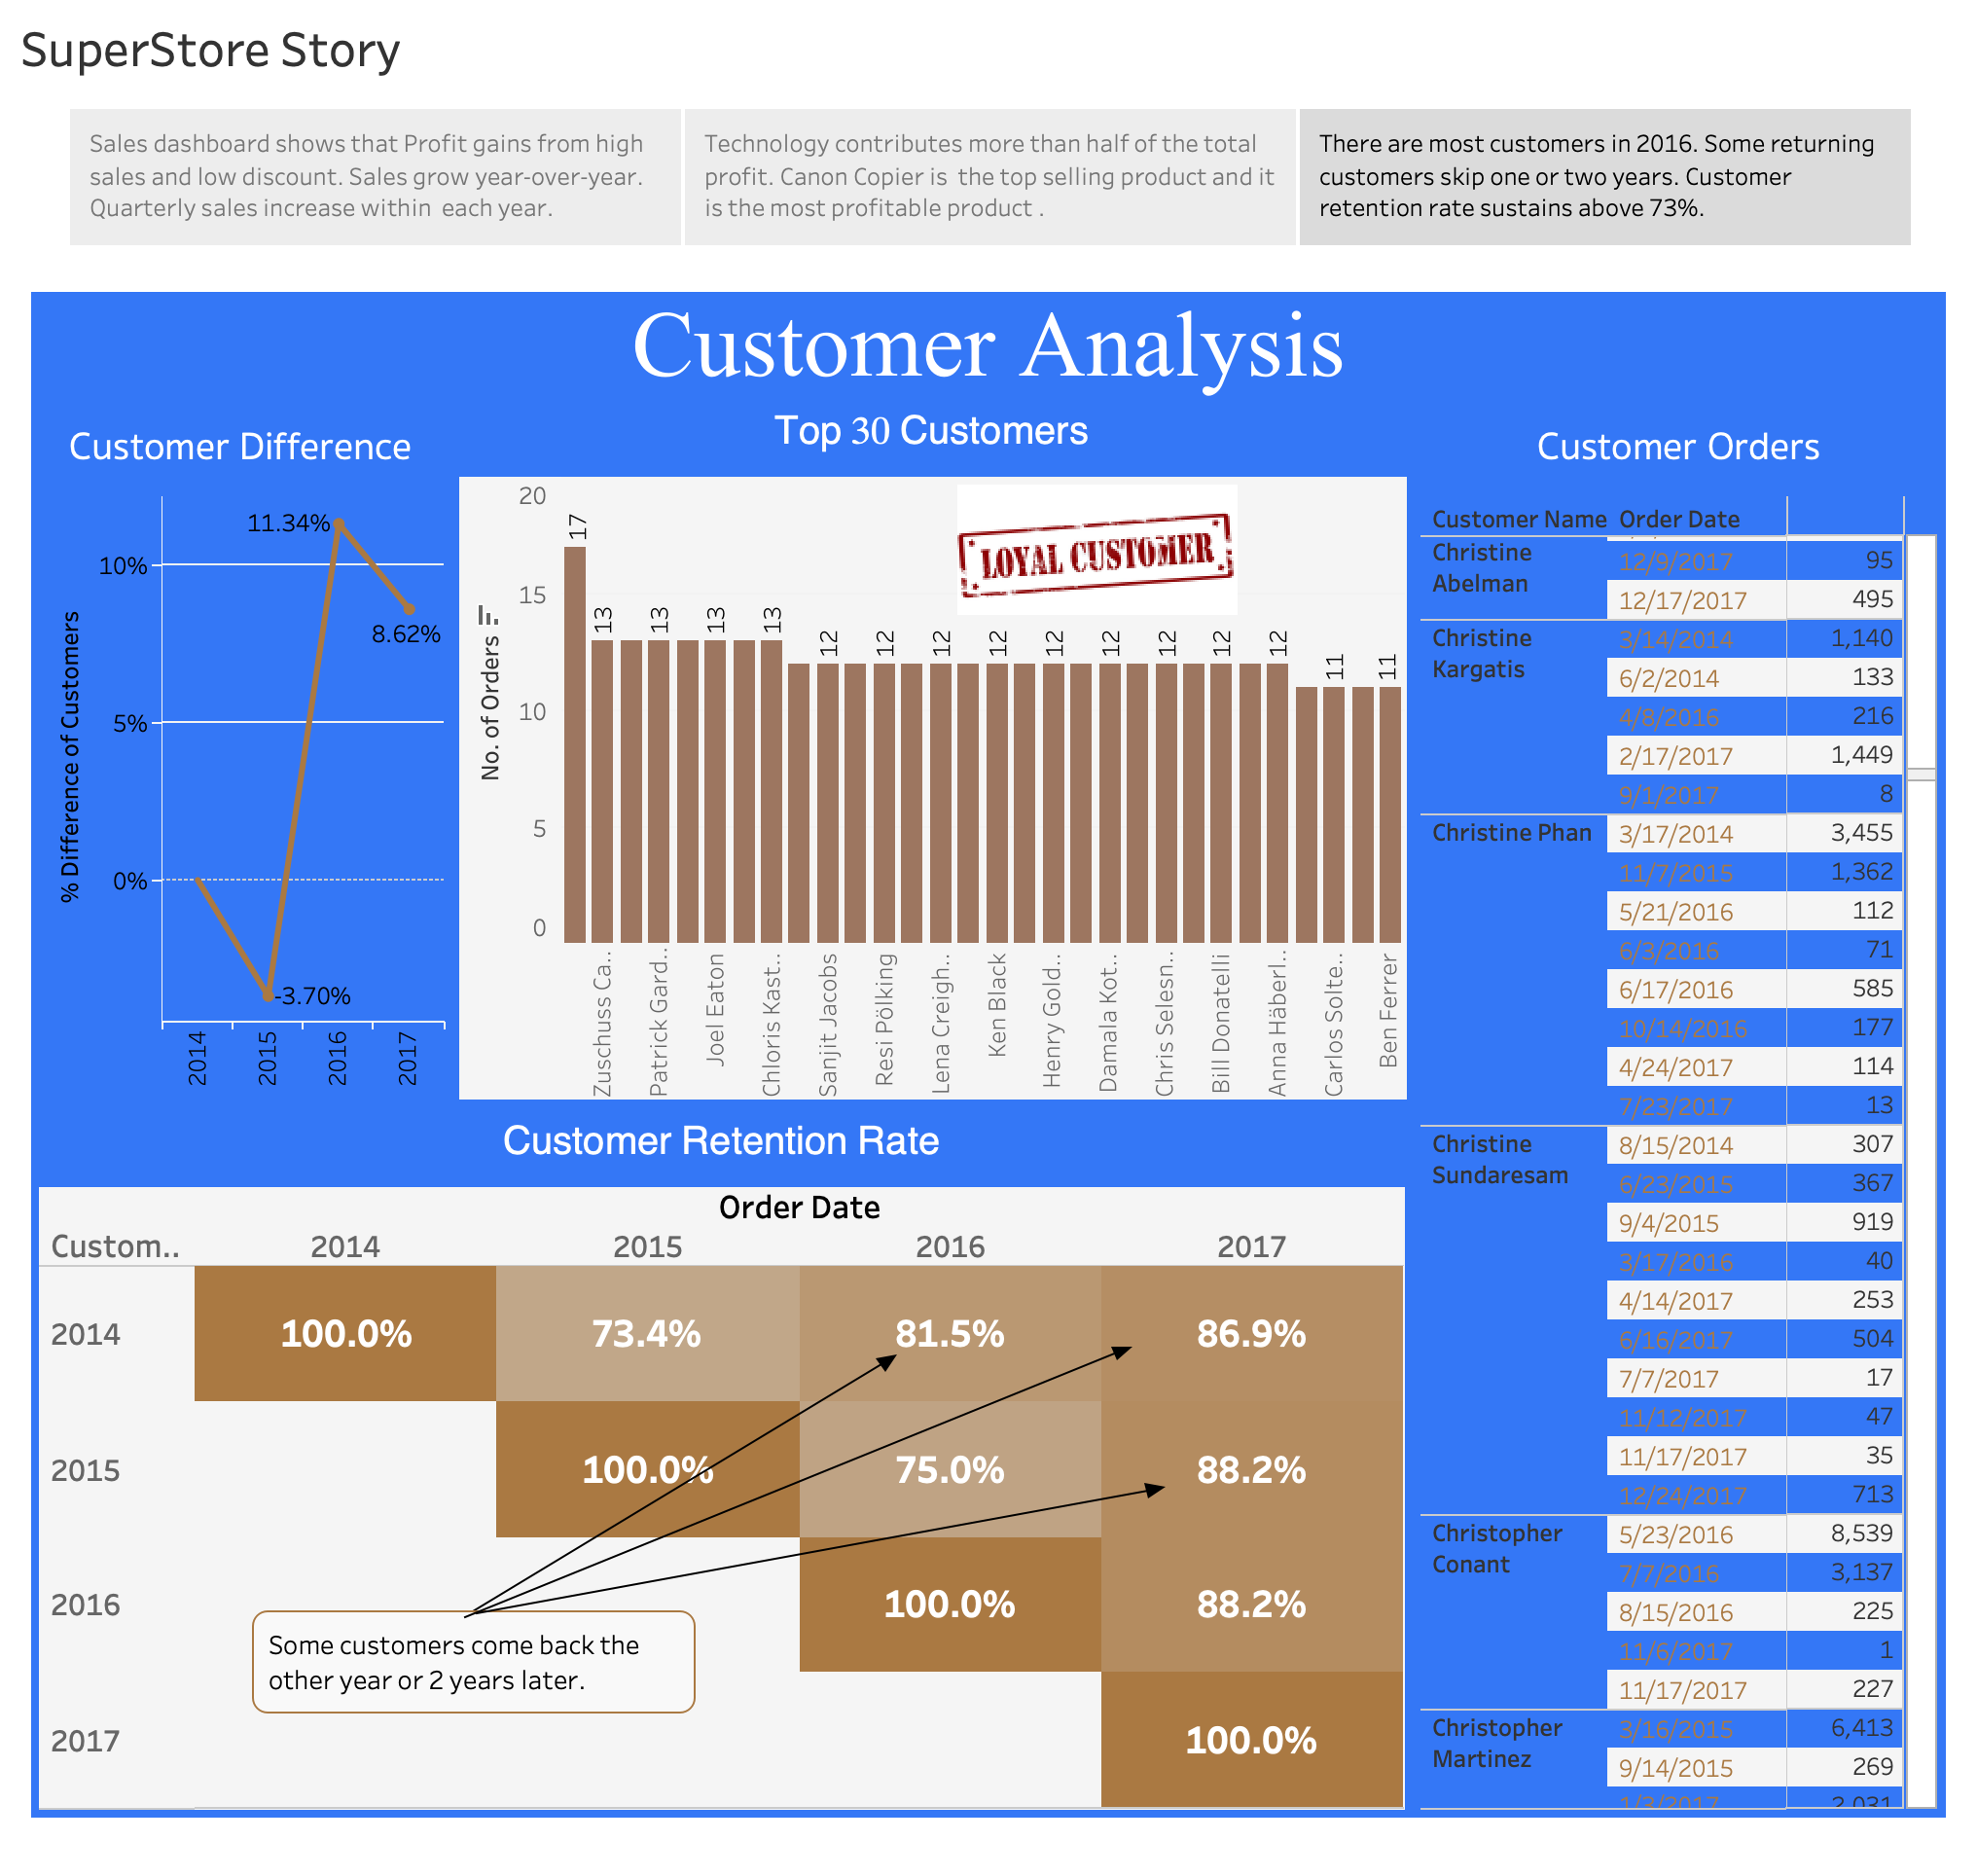 SuperStore Story
Sales dashboard shows that Profit gains from high
sales and low discount. Sales grow year-over-year.
Quarterly sales increase within  each year.
Technology contributes more than half of the total
profit. Canon Copier is  the top selling product and it
is the most profitable product .
There are most customers in 2016. Some returning
customers skip one or two years. Customer
retention rate sustains above 73%.
Customer Analysis
Customer Difference
% Difference of Customers
10%
5%
0%
11.34%
8.62%
-3.70%
2014
2015
2016
2017
Top 30 Customers
LOYAL CUSTOMER
No. of Orders
20
15
10
5
0
17
13
13
13
13
12
12
12
12
12
12
12
12
12
11
11
Zuschuss Ca..
Patrick Gard..
Joel Eaton
Chloris Kast..
Sanjit Jacobs
Resi Pölking
Lena Creigh..
Ken Black
Henry Gold..
Damala Kot..
Chris Selesn..
Bill Donatelli
Anna Häberl..
Carlos Solte..
Ben Ferrer
Customer Retention Rate
Order Date
Custom.. 2014 2015 2016 2017
2014 100.0% 73.4% 81.5% 86.9%
2015 100.0% 75.0% 88.2%
2016 100.0% 88.2%
2017 100.0%
Some customers come back the
other year or 2 years later.
Customer Orders
Customer Name Order Date
Christine
Abelman
12/9/2017 95
12/17/2017 495
Christine
Kargatis
3/14/2014 1,140
6/2/2014 133
4/8/2016 216
2/17/2017 1,449
9/1/2017 8
Christine Phan 3/17/2014 3,455
11/7/2015 1,362
5/21/2016 112
6/3/2016 71
6/17/2016 585
10/14/2016 177
4/24/2017 114
7/23/2017 13
Christine
Sundaresam
8/15/2014 307
6/23/2015 367
9/4/2015 919
3/17/2016 40
4/14/2017 253
6/16/2017 504
7/7/2017 17
11/12/2017 47
11/17/2017 35
12/24/2017 713
Christopher
Conant
5/23/2016 8,539
7/7/2016 3,137
8/15/2016 225
11/6/2017 1
11/17/2017 227
Christopher
Martinez
3/16/2015 6,413
9/14/2015 269
1/3/2017 2,031